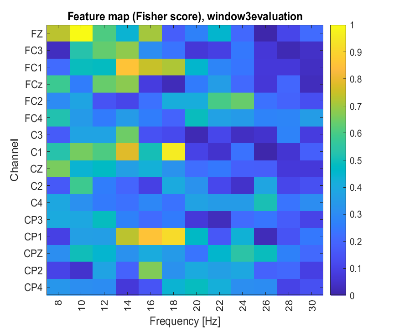 Feature map (Fisher score), window3evaluation
Channel
FZ
FC3
FC1
FCz
FC2
FC4
C3
C1
CZ
C2
C4
CP3
CP1
CPZ
CP2
CP4
8 10 12 14 16 18 20 22 24 26 28 30
Frequency [Hz]
1
0.9
0.8
0.7
0.6
0.5
0.4
0.3
0.2
0.1
0